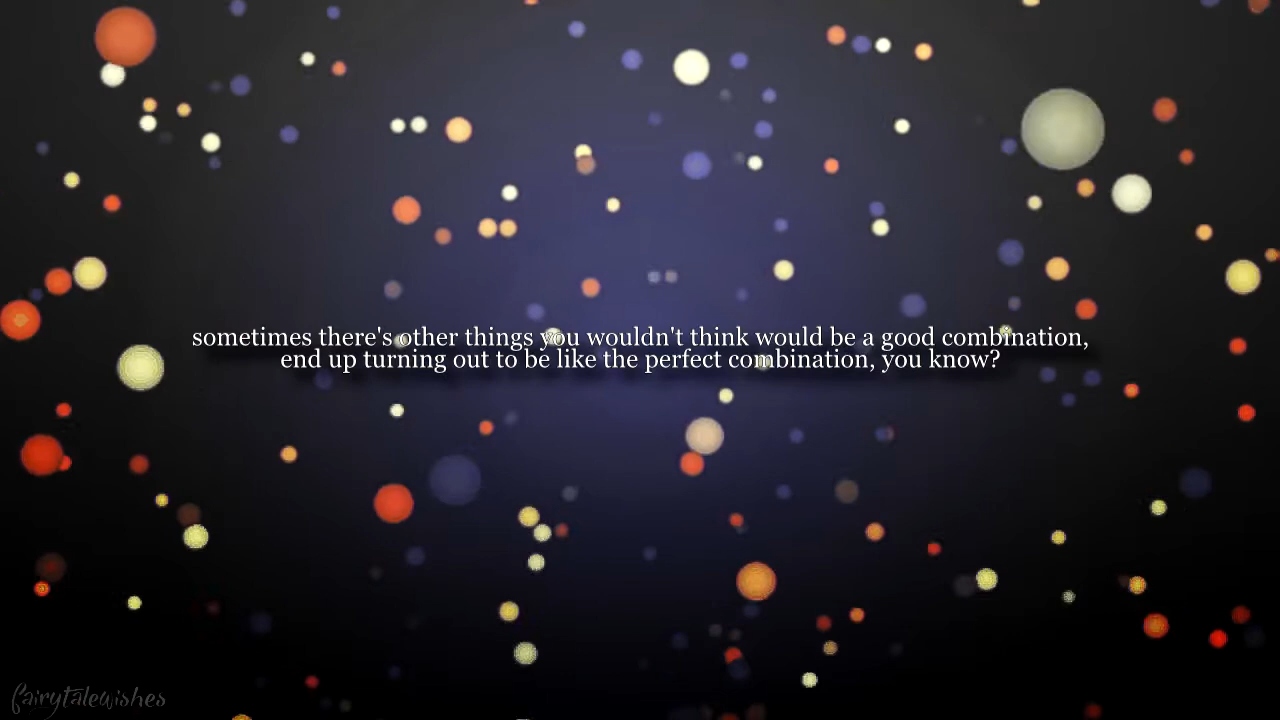 sometimes there's other things you wouldn't think would be a good combination,
end up turning out to be like the perfect combination, you know?
fairytalewishes